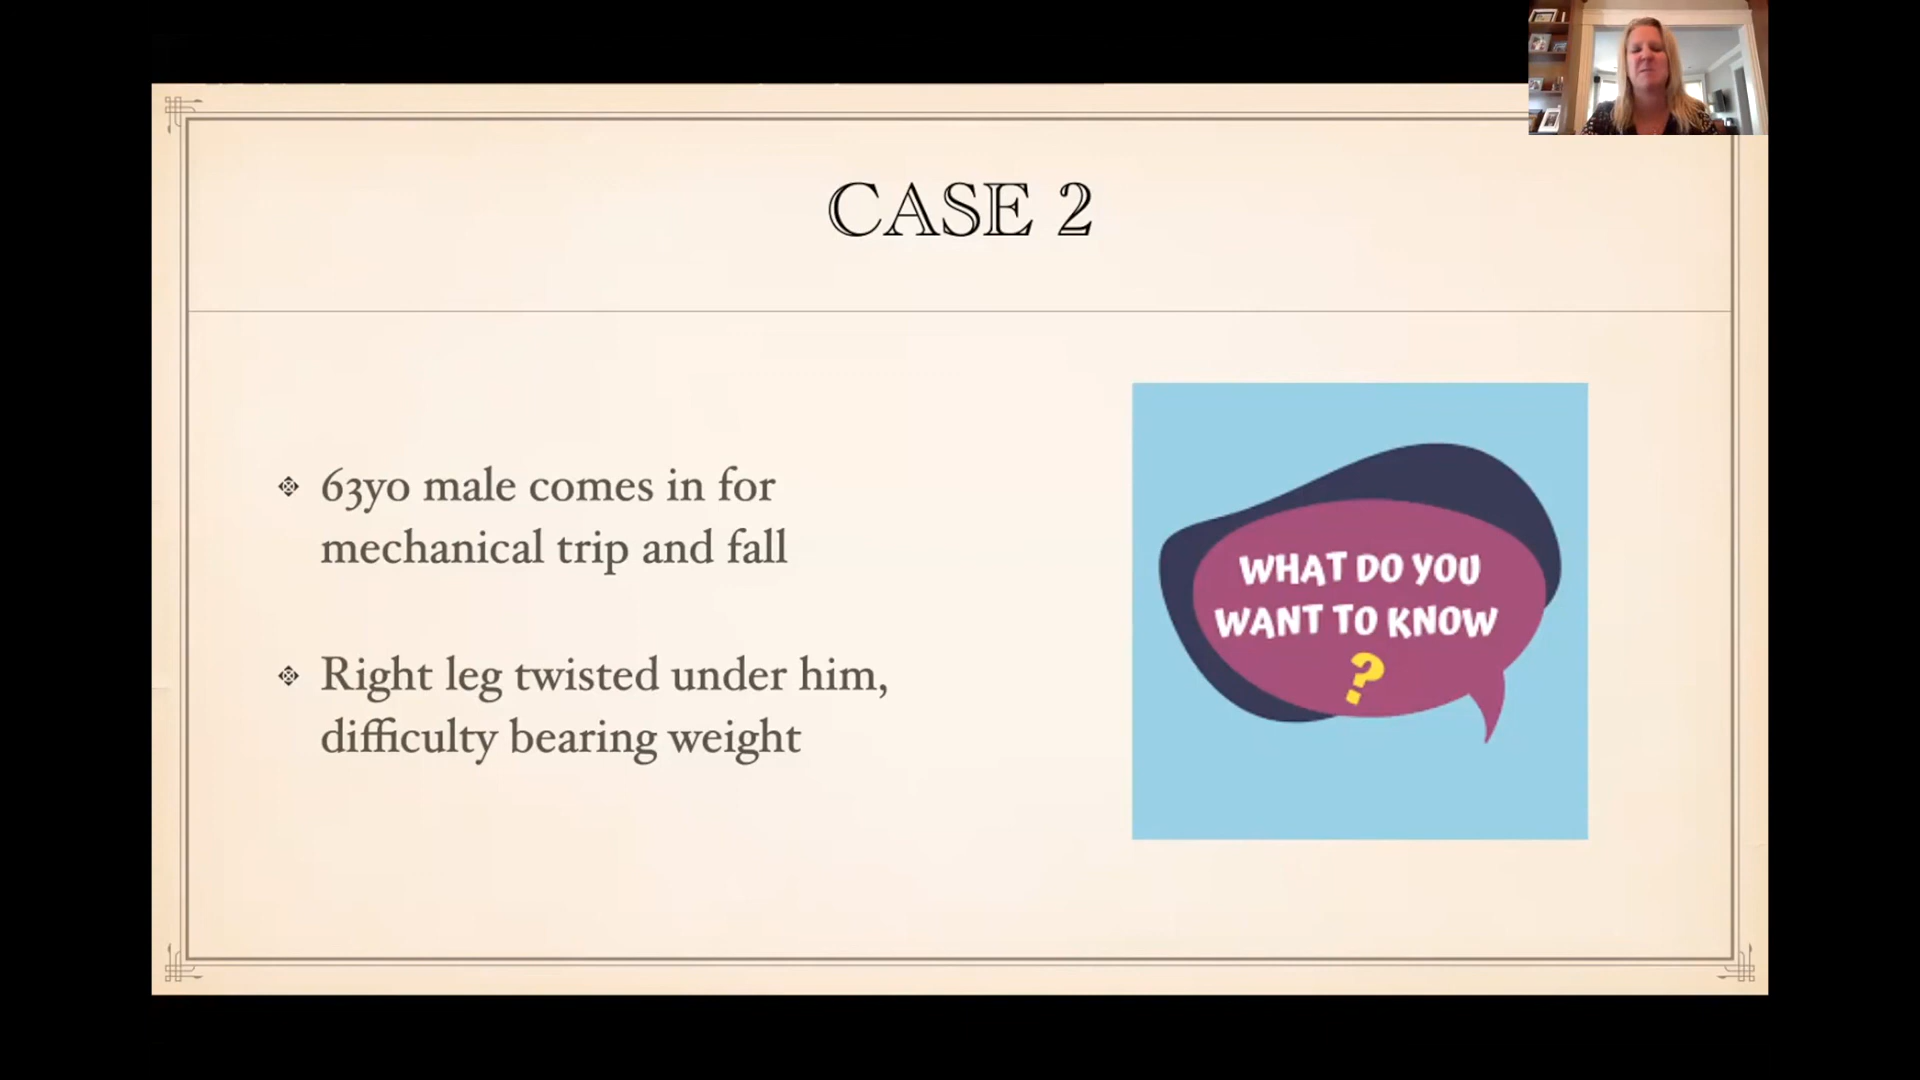 CASE 2
63yo male comes in for
mechanical trip and fall
Right leg twisted under him,
difficulty bearing weight
WHAT DO YOU
WANT TO KNOW
?